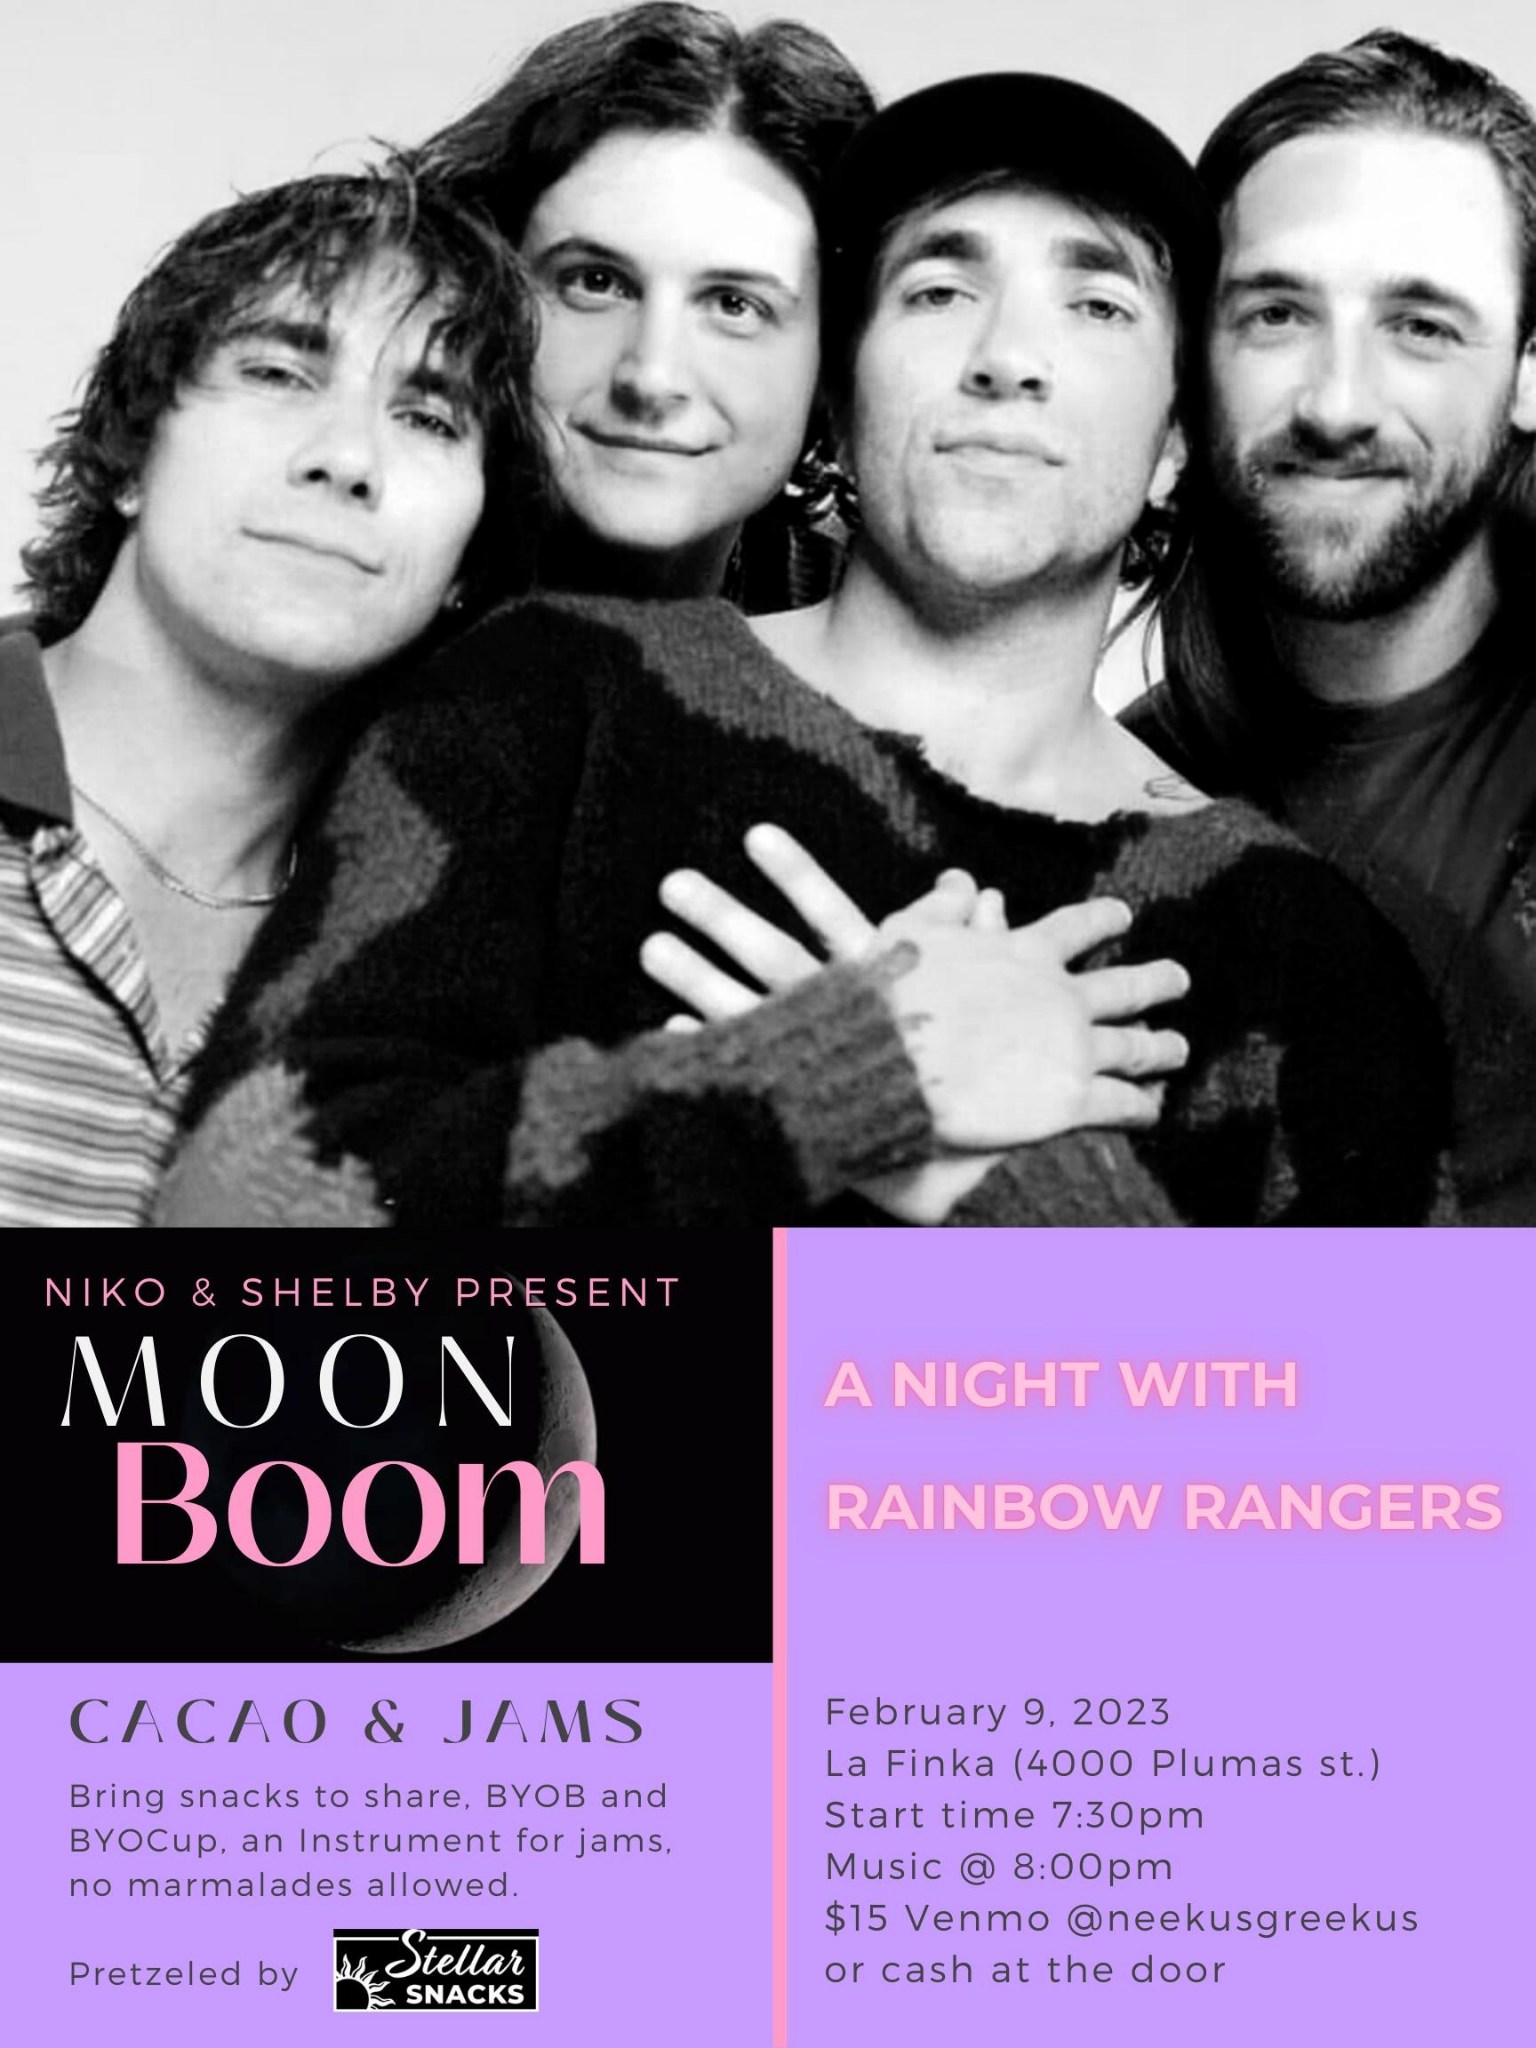 NIKO & SHELBY PRESENT
MOON
BOOM
CACAO & JAMS
Bring snacks to share, BYOB and
BYOCup, an Instrument for jams,
no marmalades allowed.
Pretzeled by
Stellar
SNACKS
A NIGHT WITH
RAINBOW RANGERS
February 9, 2023
La Finka (4000 Plumas st.)
Start time 7:30pm
Music @ 8:00pm
$15 Venmo @neekusgreekus
or cash at the door